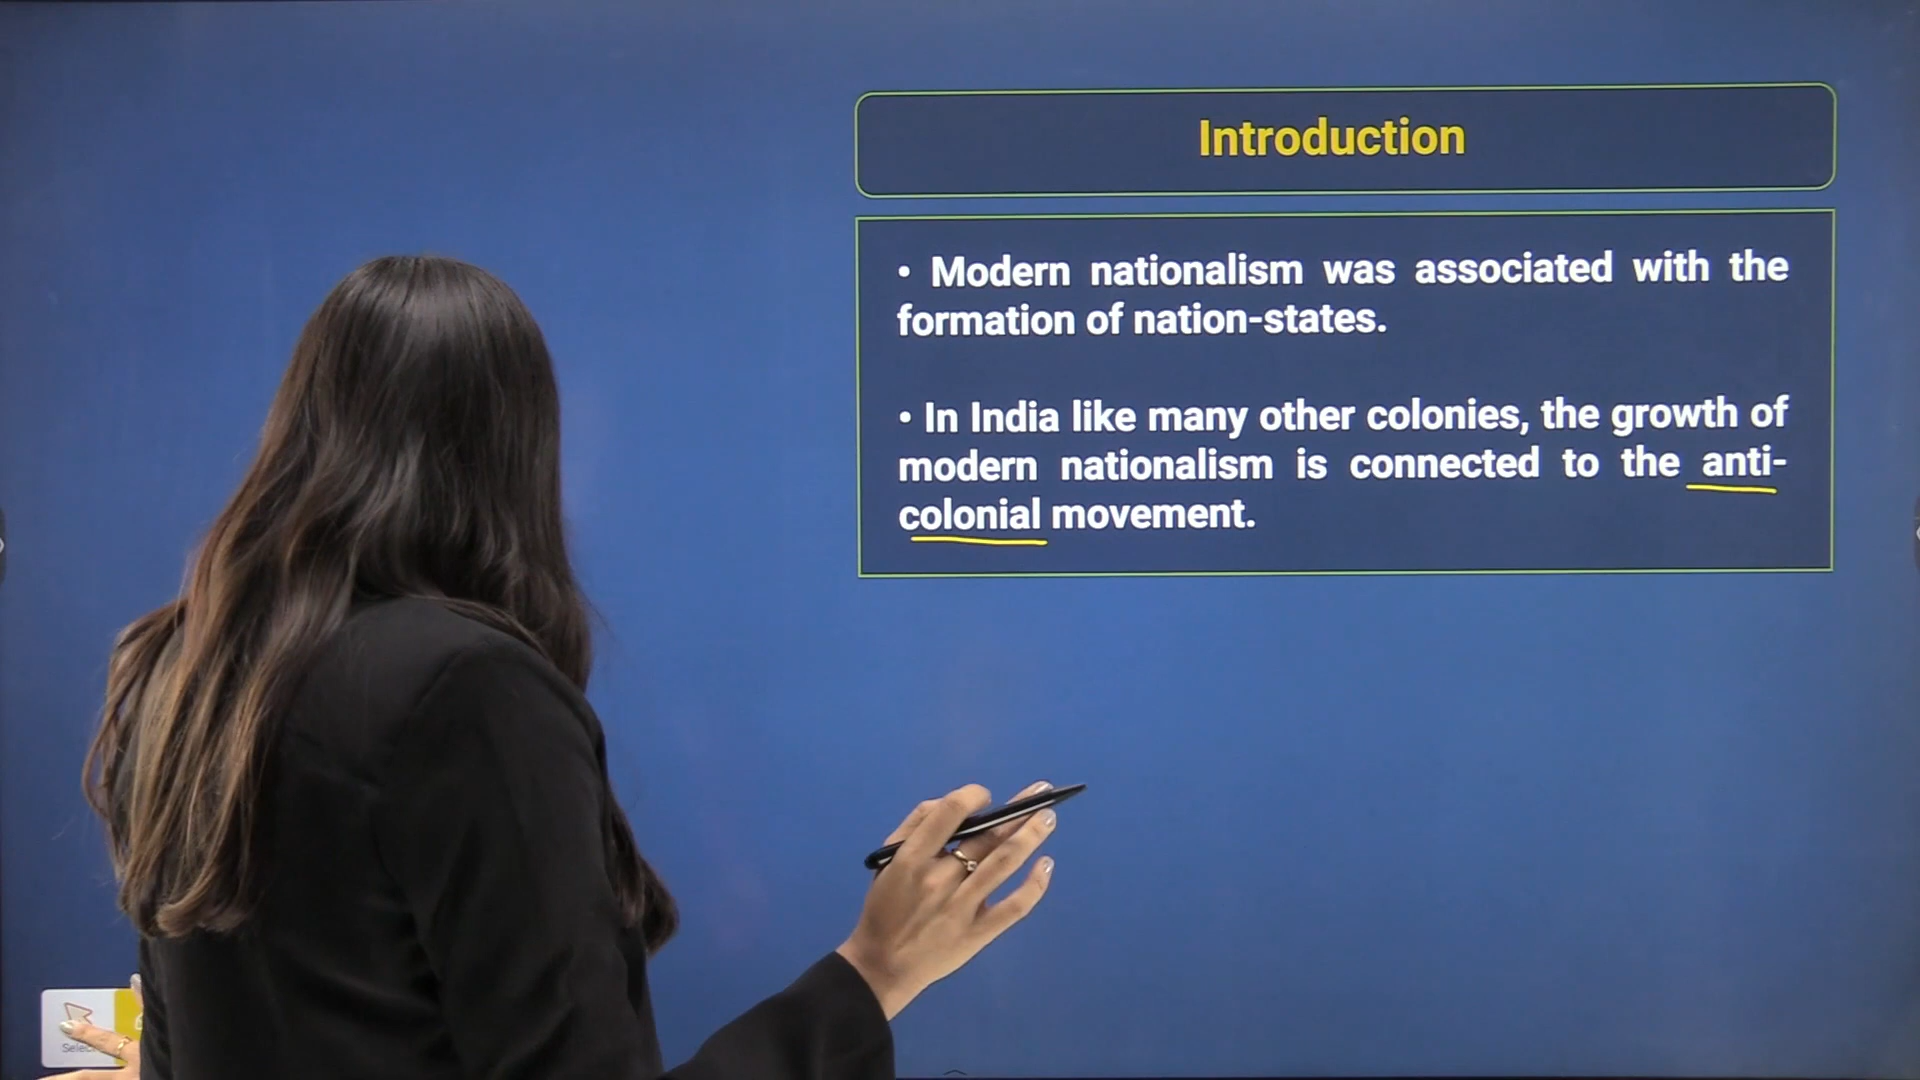 Introduction
• Modern nationalism was associated with the
formation of nation-states.
• In India like many other colonies, the growth of
modern nationalism is connected to the anti-
colonial movement.